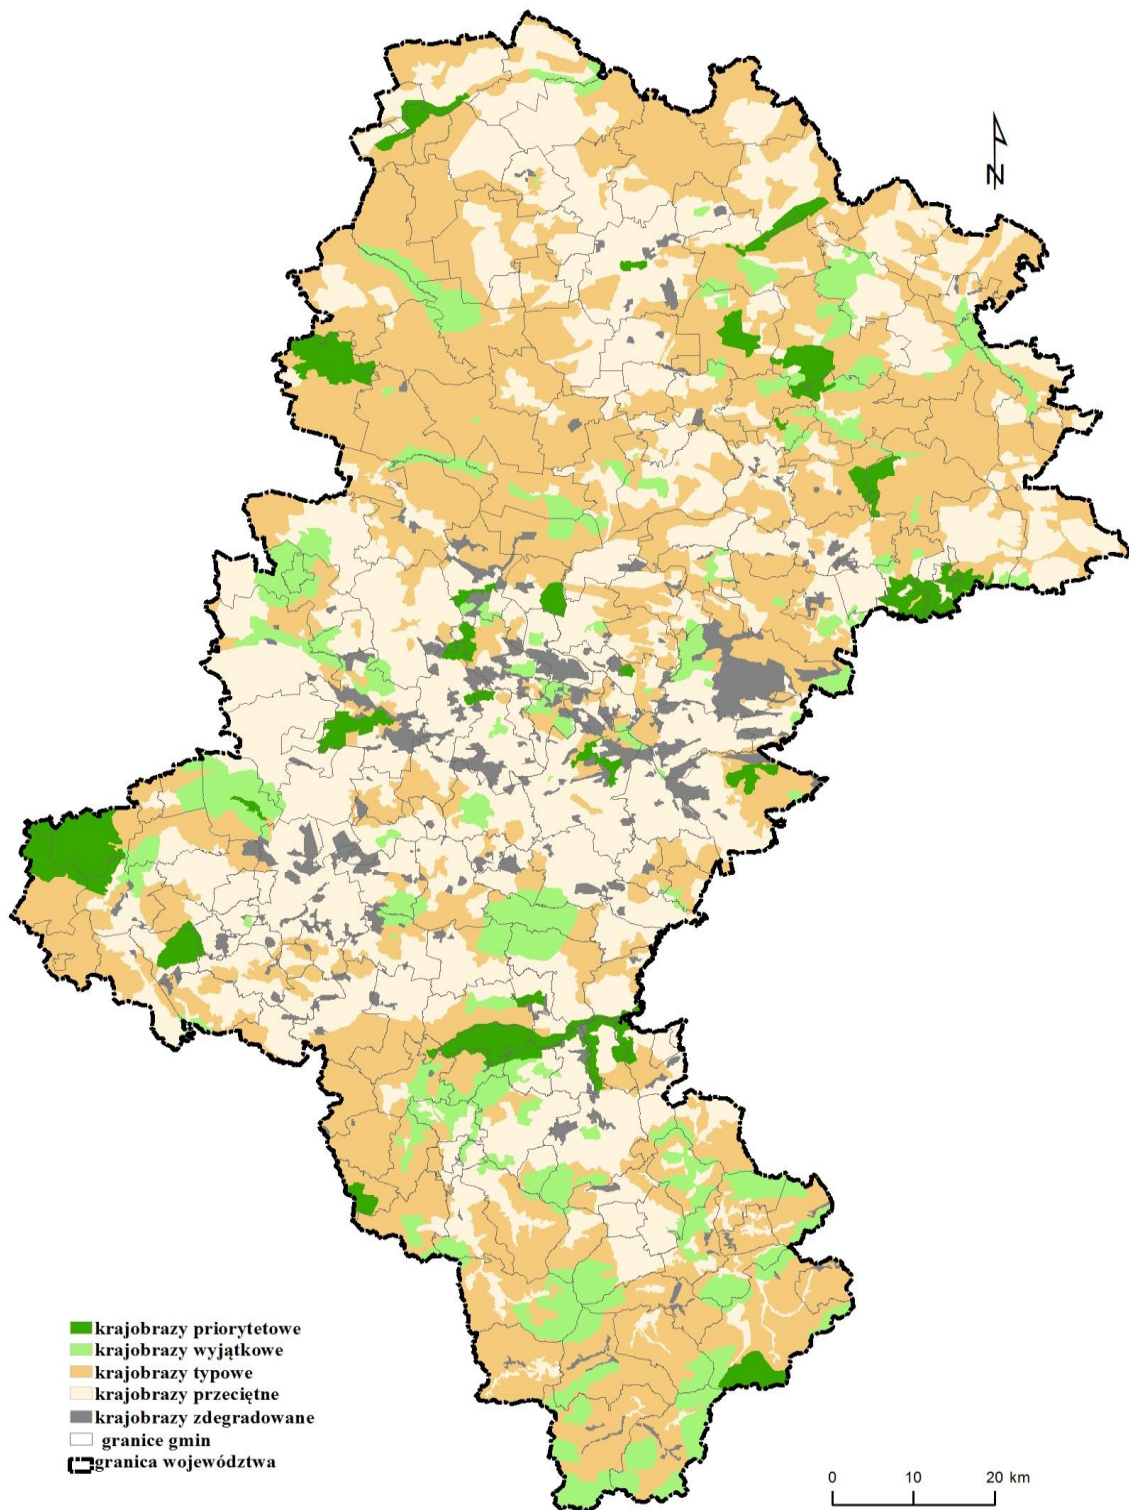 N
krajobrazy priorytetowe
krajobrazy wyjątkowe
krajobrazy typowe
krajobrazy przeciętne
krajobrazy zdegradowane
granice gmin
granica województwa
0 10 20 km